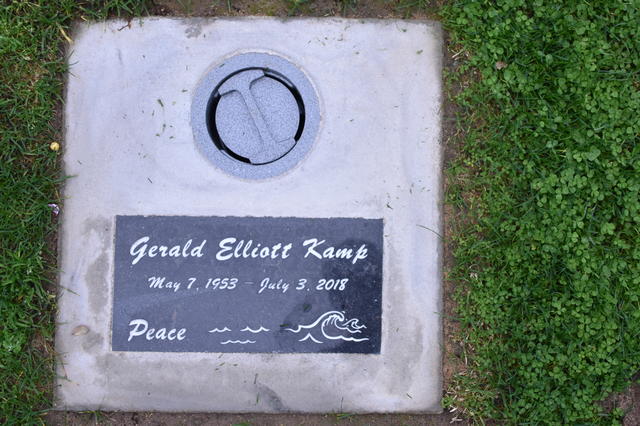 Gerald Elliott Kamp
May 7, 1953 – July 3, 2018
Peace